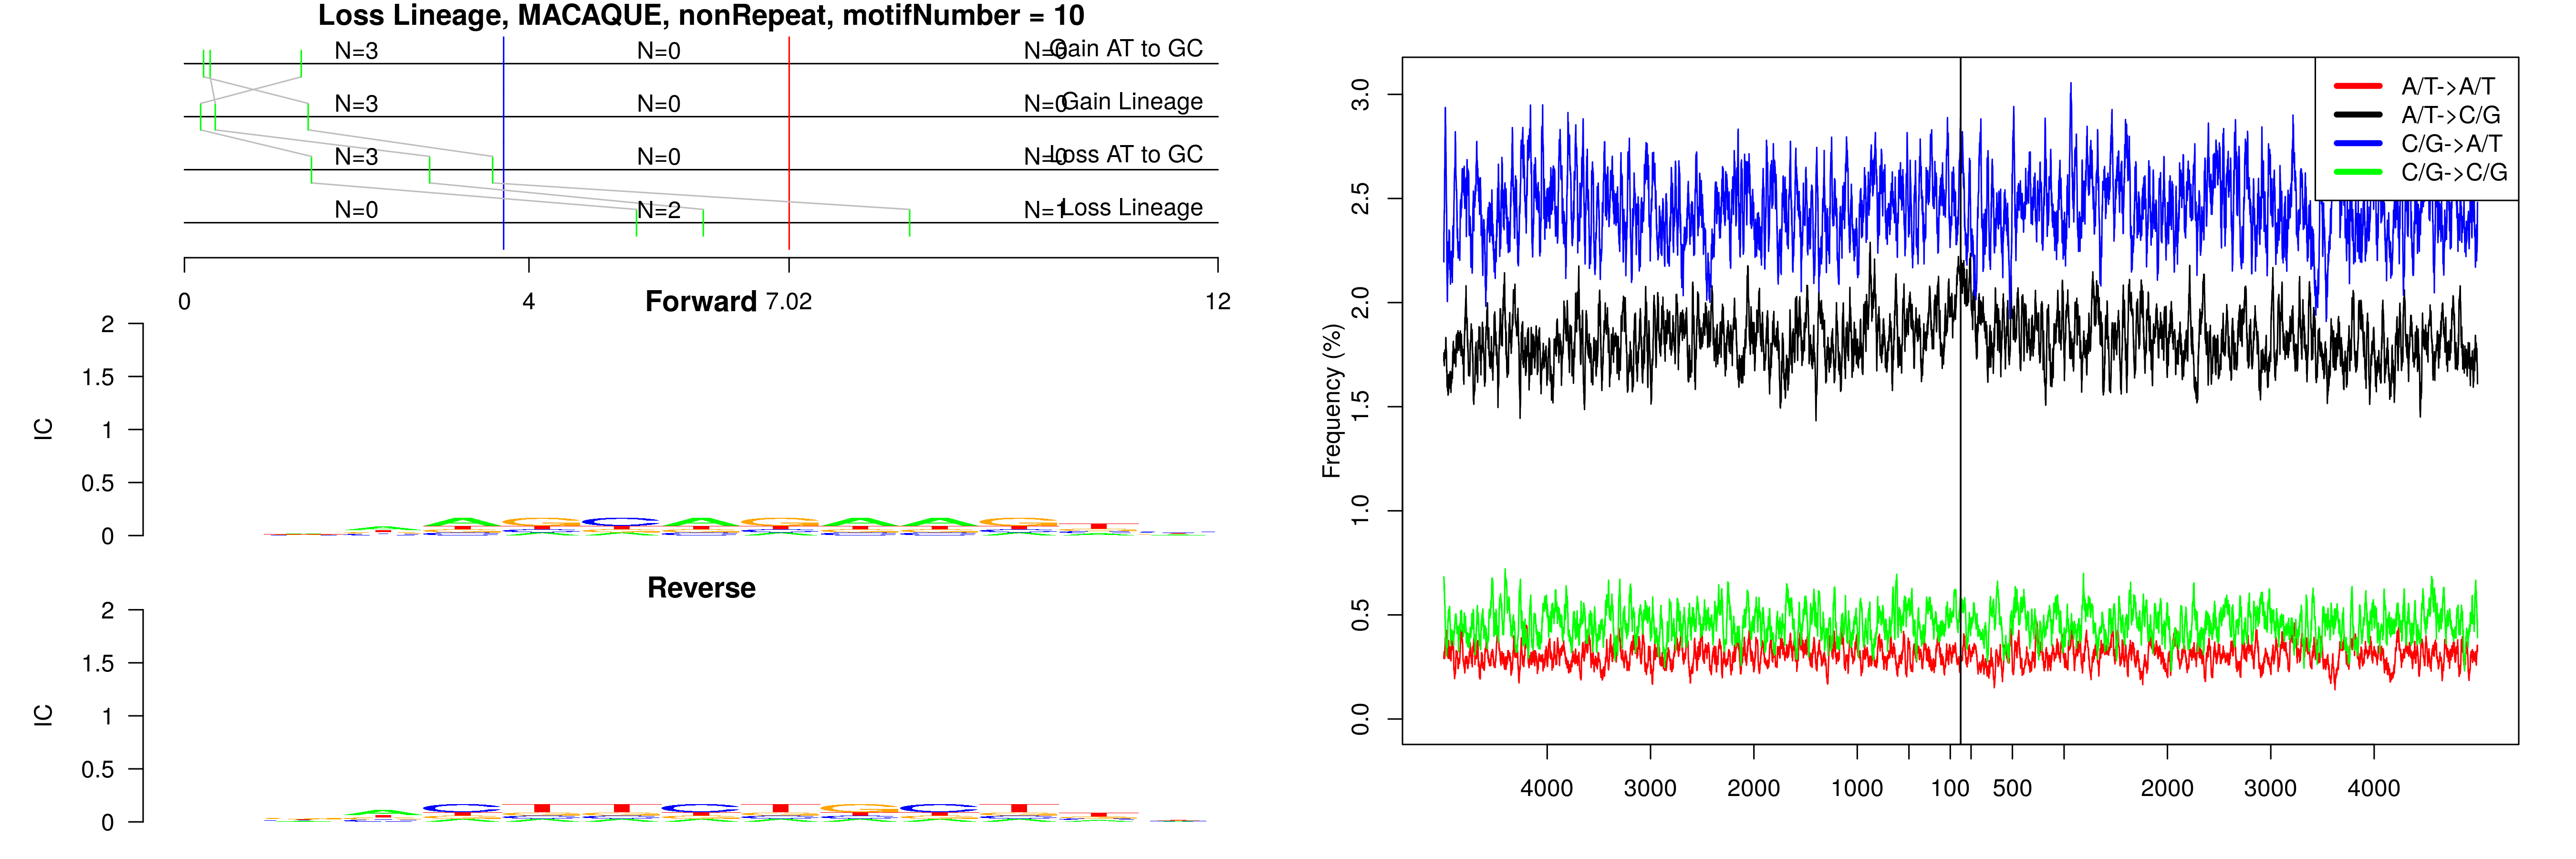 Loss Lineage, MACAQUE, nonRepeat, motifNumber = 10
N=3 N=0 N=0 Gain AT to GC
N=3 N=0 N=0 Gain Lineage
N=3 N=0 N=0 Loss AT to GC
N=0 N=2 N=1 Loss Lineage
0 4 7.02 12
Forward
2
1.5
1
0.5
0
IC
A G C A G A A G T
Reverse
2
1.5
1
0.5
0
IC
A C T T C T G C T T
Frequency (%)
3.0
2.5
2.0
1.5
1.0
0.5
0.0
A/T->A/T
A/T->C/G
C/G->A/T
C/G->C/G
4000 3000 2000 1000 100 500 2000 3000 4000